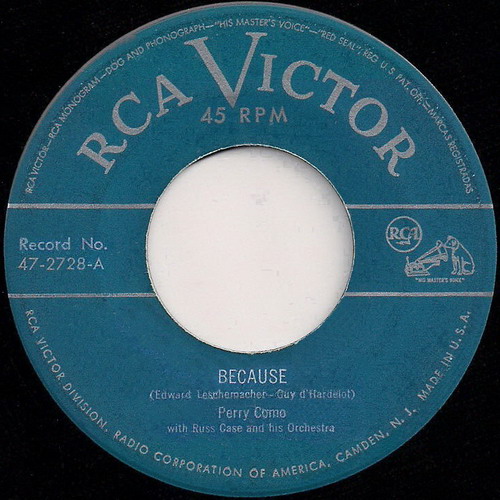 RCA VICTOR—RCA MONOGRAM—DOG AND PHONOGRAPH—"HIS MASTER'S VOICE"—"RED SEAL", REG. U.S. PAT. OFF.—MARCAS REGISTRADAS
RCA VICTOR
45 RPM
Record No.
47-2728-A
RCA
"HIS MASTER'S VOICE"
BECAUSE
(Edward Leschemacher-Guy d'Hardelot)
Perry Como
with Russ Case and his Orchestra
RCA VICTOR DIVISION, RADIO CORPORATION OF AMERICA, CAMDEN, N. J. MADE IN U.S.A.